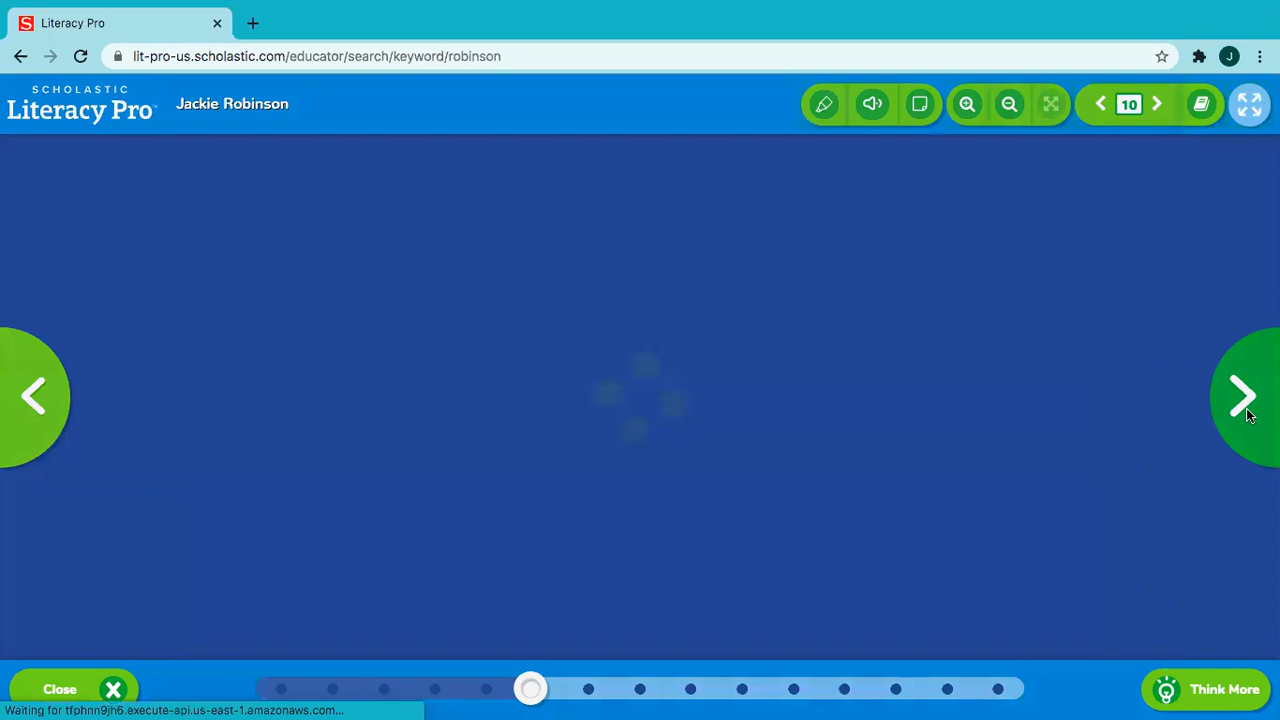 Literacy Pro
lit-pro-us.scholastic.com/educator/search/keyword/robinson
J
SCHOLASTIC
Literacy Pro
Jackie Robinson
10
Close
Think More
Waiting for tfphnn9jh6.execute-api.us-east-1.amazonaws.com...